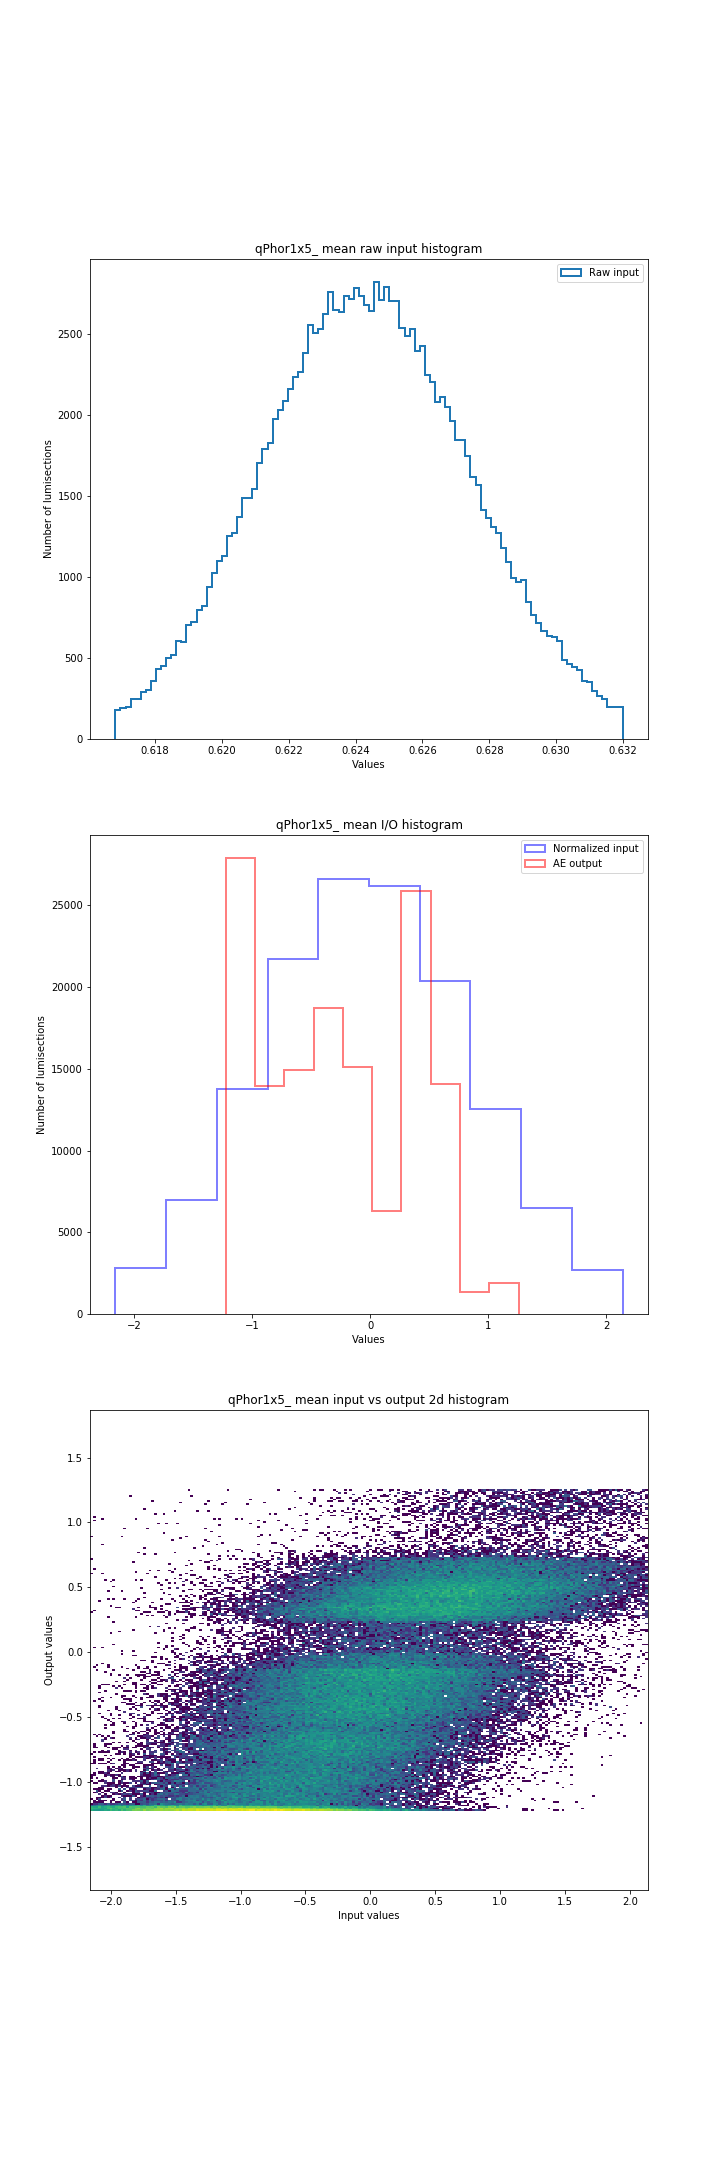 qPhor1x5_ mean raw input histogram
Raw input
2500
2000
1500
1000
500
0
Number of lumisections
0.618 0.620 0.622 0.624 0.626 0.628 0.630 0.632
Values
qPhor1x5_ mean I/O histogram
Normalized input
AE output
25000
20000
15000
10000
5000
0
Number of lumisections
−2 −1 0 1 2
Values
qPhor1x5_ mean input vs output 2d histogram
1.5
1.0
0.5
0.0
−0.5
−1.0
−1.5
Output values
−2.0 −1.5 −1.0 −0.5 0.0 0.5 1.0 1.5 2.0
Input values